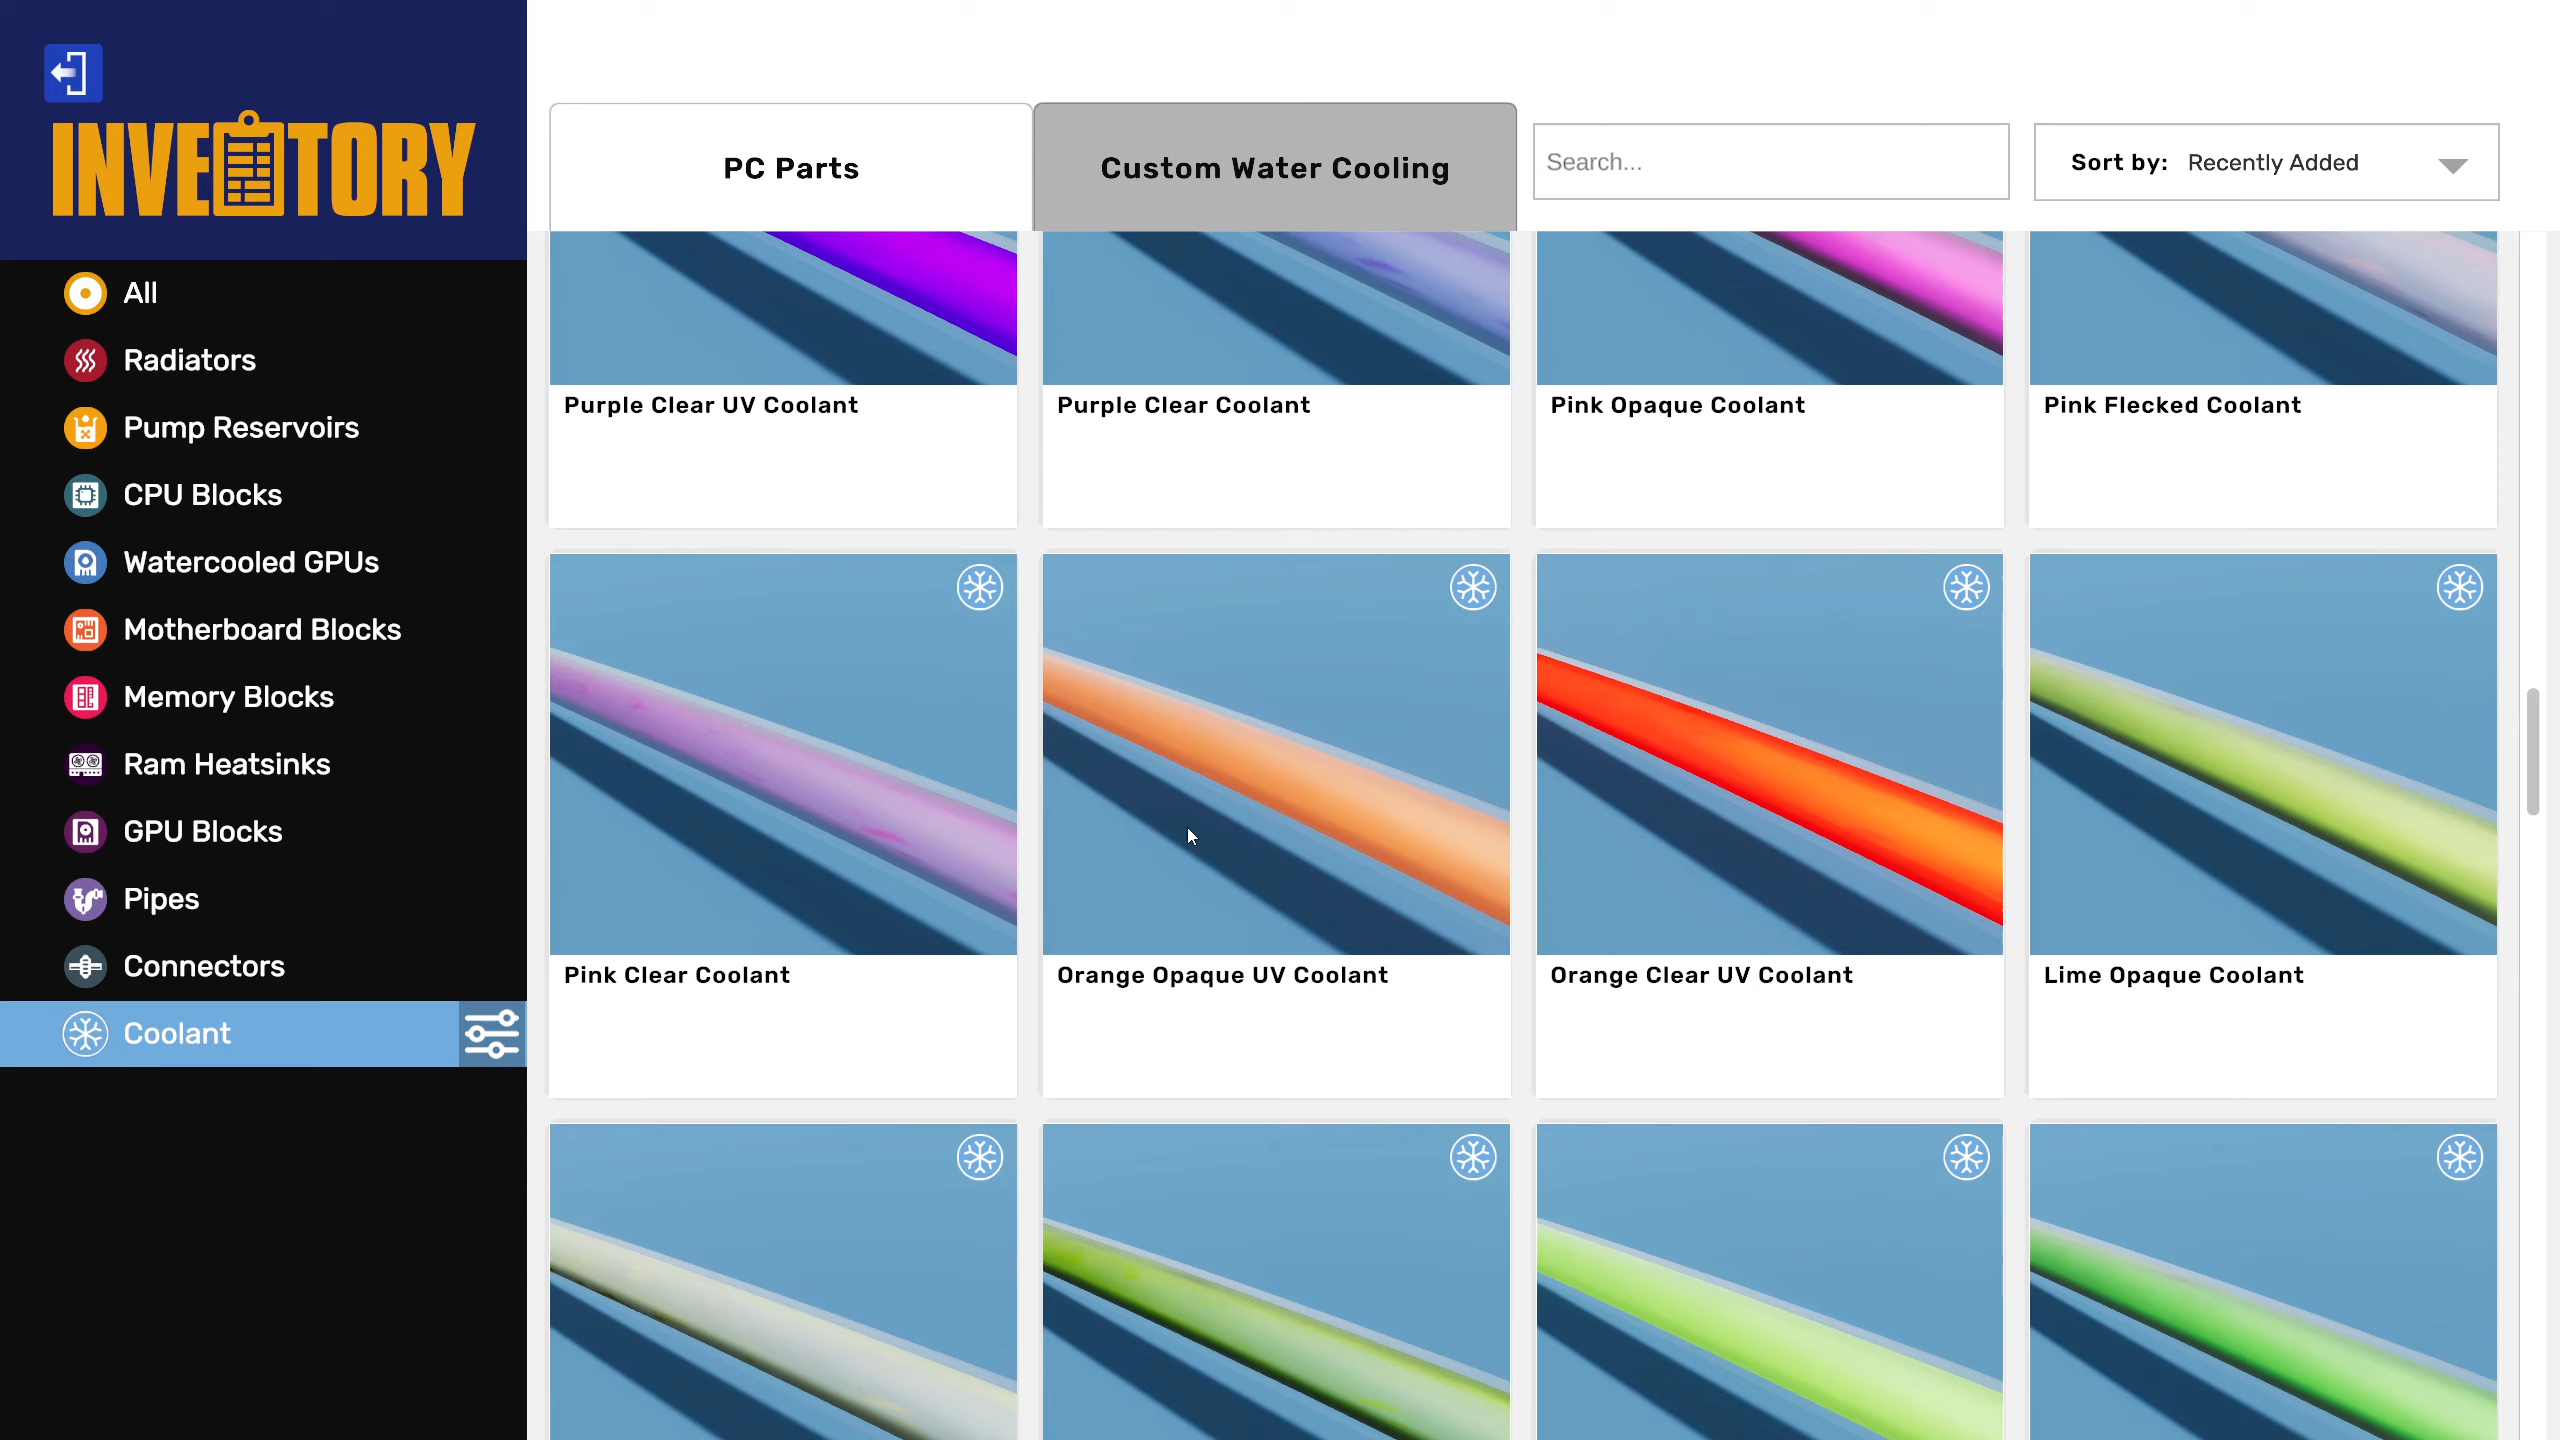 INVENTORY
PC Parts
Custom Water Cooling
Search...
Sort by: Recently Added
All
Radiators
Pump Reservoirs
CPU Blocks
Watercooled GPUs
Motherboard Blocks
Memory Blocks
Ram Heatsinks
GPU Blocks
Pipes
Connectors
Coolant
Purple Clear UV Coolant
Purple Clear Coolant
Pink Opaque Coolant
Pink Flecked Coolant
Pink Clear Coolant
Orange Opaque UV Coolant
Orange Clear UV Coolant
Lime Opaque Coolant